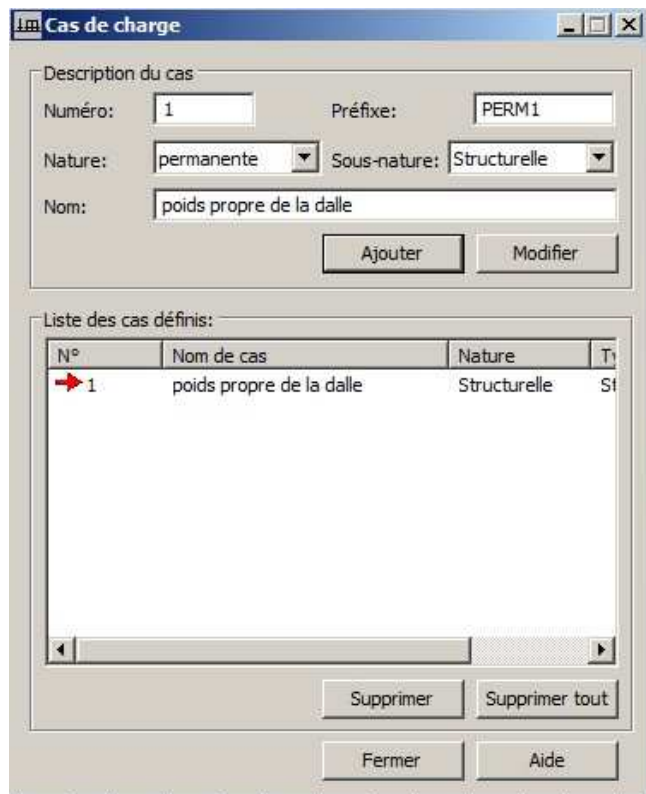 Cas de charge
Description du cas
Numéro: 1 Préfixe: PERM1
Nature: permanente Sous-nature: Structurelle
Nom: poids propre de la dalle
Ajouter Modifier
Liste des cas définis:
N° Nom de cas Nature
1 poids propre de la dalle Structurelle St
Supprimer Supprimer tout
Fermer Aide